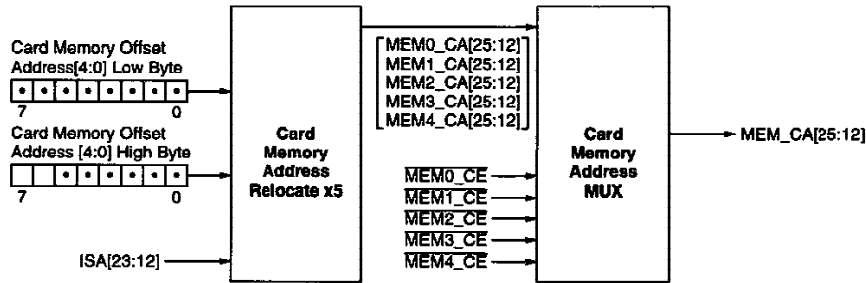 Card Memory Offset
Address[4:0] Low Byte
7 0
Card Memory Offset
Address [4:0] High Byte
7 0
ISA[23:12]
Card
Memory
Address
Relocate x5
MEM0_CA[25:12]
MEM1_CA[25:12]
MEM2_CA[25:12]
MEM3_CA[25:12]
MEM4_CA[25:12]
MEM0_CE
MEM1_CE
MEM2_CE
MEM3_CE
MEM4_CE
Card
Memory
Address
MUX
MEM_CA[25:12]